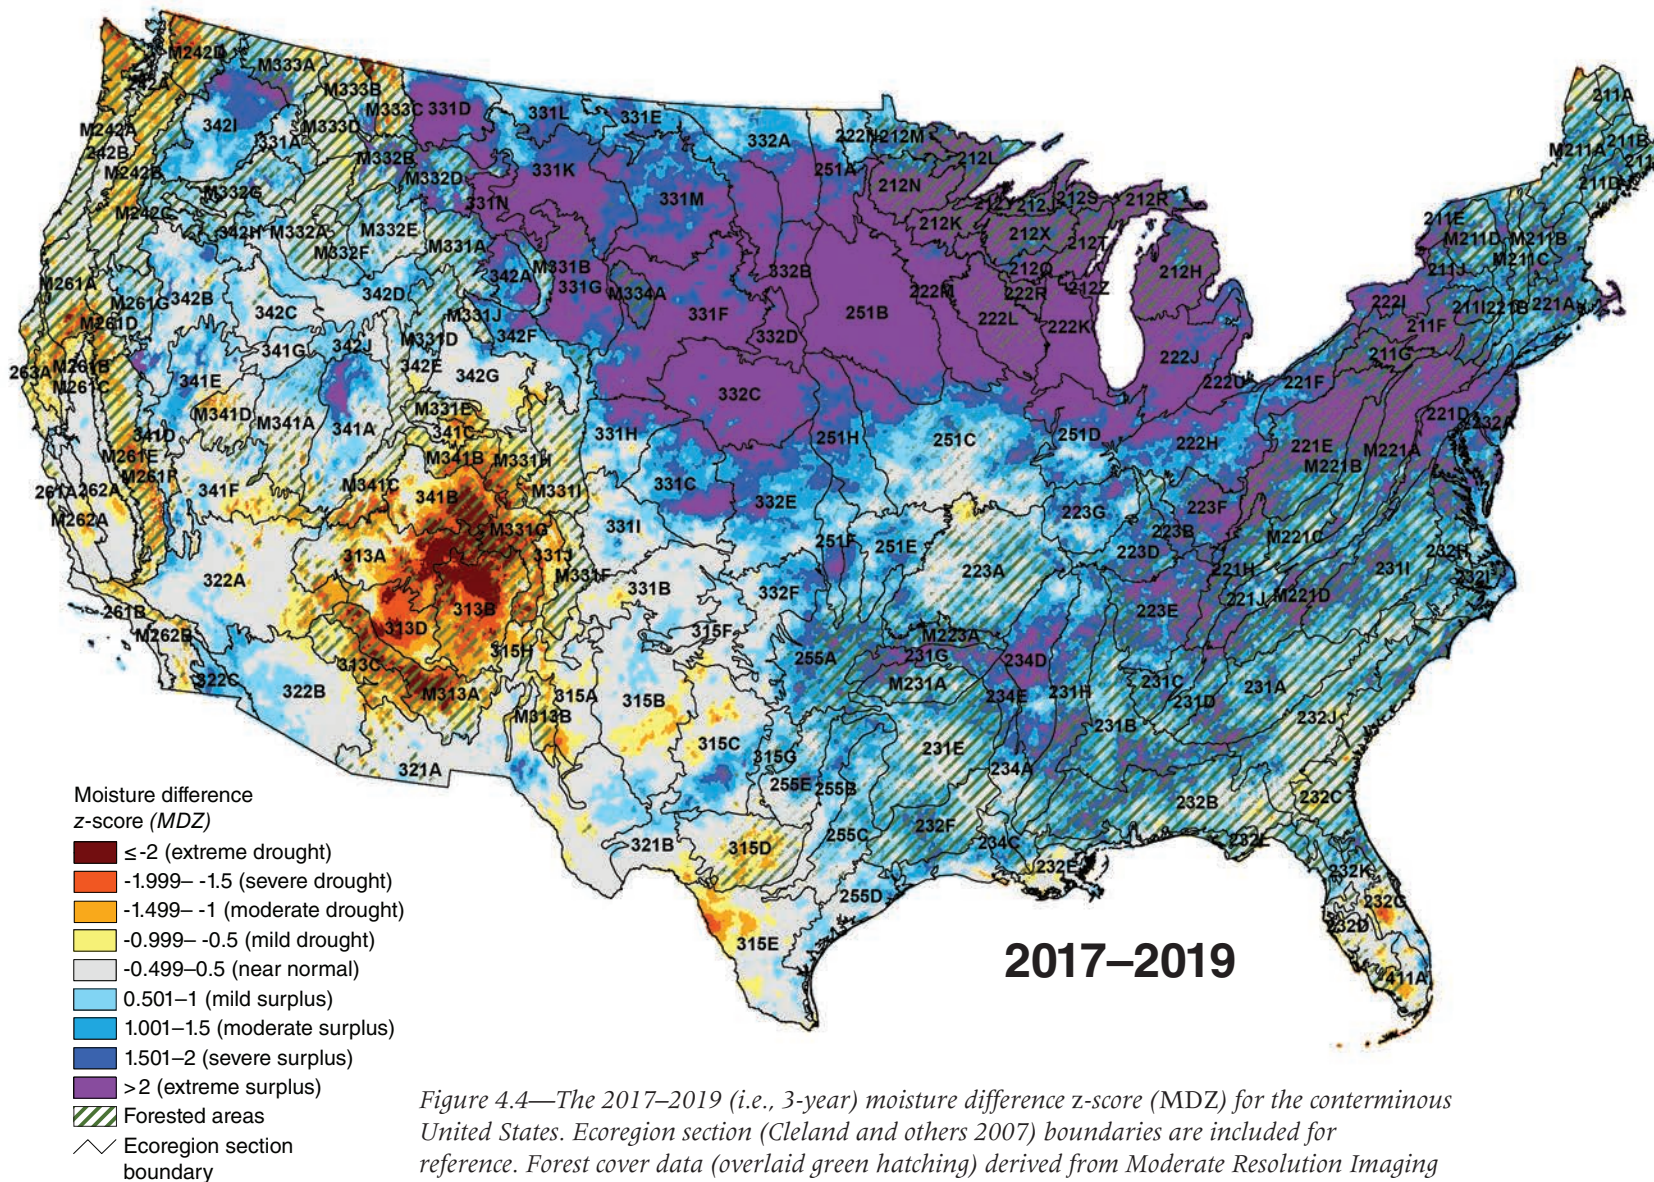 M242D
M333A
242A
M333B
M333C
331D
331L
331E
211A
M242A
342I
M333D
331A
332A
222N
212M
M211A
211B
242B
M332B
212L
M242B
M332D
331K
251A
212N
211D
M332G
331N
331M
212Y
212J
212S
212R
M242C
342H
M332A
M332E
212K
212X
212T
211E
M332F
M331A
M211D
M211B
M261A
342A
M331B
332B
212Q
212H
211J
M211C
M261G
342B
342D
331G
M334A
222M
222R
212Z
222I
211I
221B
221A
M261D
342C
M331J
331F
251B
222L
222K
211F
342F
332D
M331D
341G
342J
222J
211G
263A
M261B
M261C
342E
342G
222U
221F
341E
332C
M341D
M331E
221D
232A
M341A
341A
341C
331H
251H
251C
251D
222H
221E
M221A
341D
M261E
M341B
M331H
M221B
M261F
261A
262A
341F
M341C
341B
M331I
331C
332E
223G
223F
M262A
M331G
331I
223B
M221C
313A
331J
251F
251E
223D
232H
322A
M331F
223A
221H
231I
232I
331B
332F
223E
221J
M221D
261B
313B
M262B
313D
315F
M223A
313C
315H
255A
231G
234D
322C
322B
M313A
315A
315B
M231A
234E
231H
231C
231D
231A
M313B
231B
232J
315C
315G
231E
321A
234A
255E
255B
232B
232C
321B
315D
255C
232F
234C
232L
232E
232K
255D
232G
232D
315E
411A
Moisture difference
z-score (MDZ)
≤ -2 (extreme drought)
-1.999– -1.5 (severe drought)
-1.499– -1 (moderate drought)
-0.999– -0.5 (mild drought)
-0.499–0.5 (near normal)
0.501–1 (mild surplus)
1.001–1.5 (moderate surplus)
1.501–2 (severe surplus)
>2 (extreme surplus)
Forested areas
Ecoregion section
boundary
2017–2019
Figure 4.4—The 2017–2019 (i.e., 3-year) moisture difference z-score (MDZ) for the conterminous
United States. Ecoregion section (Cleland and others 2007) boundaries are included for
reference. Forest cover data (overlaid green hatching) derived from Moderate Resolution Imaging